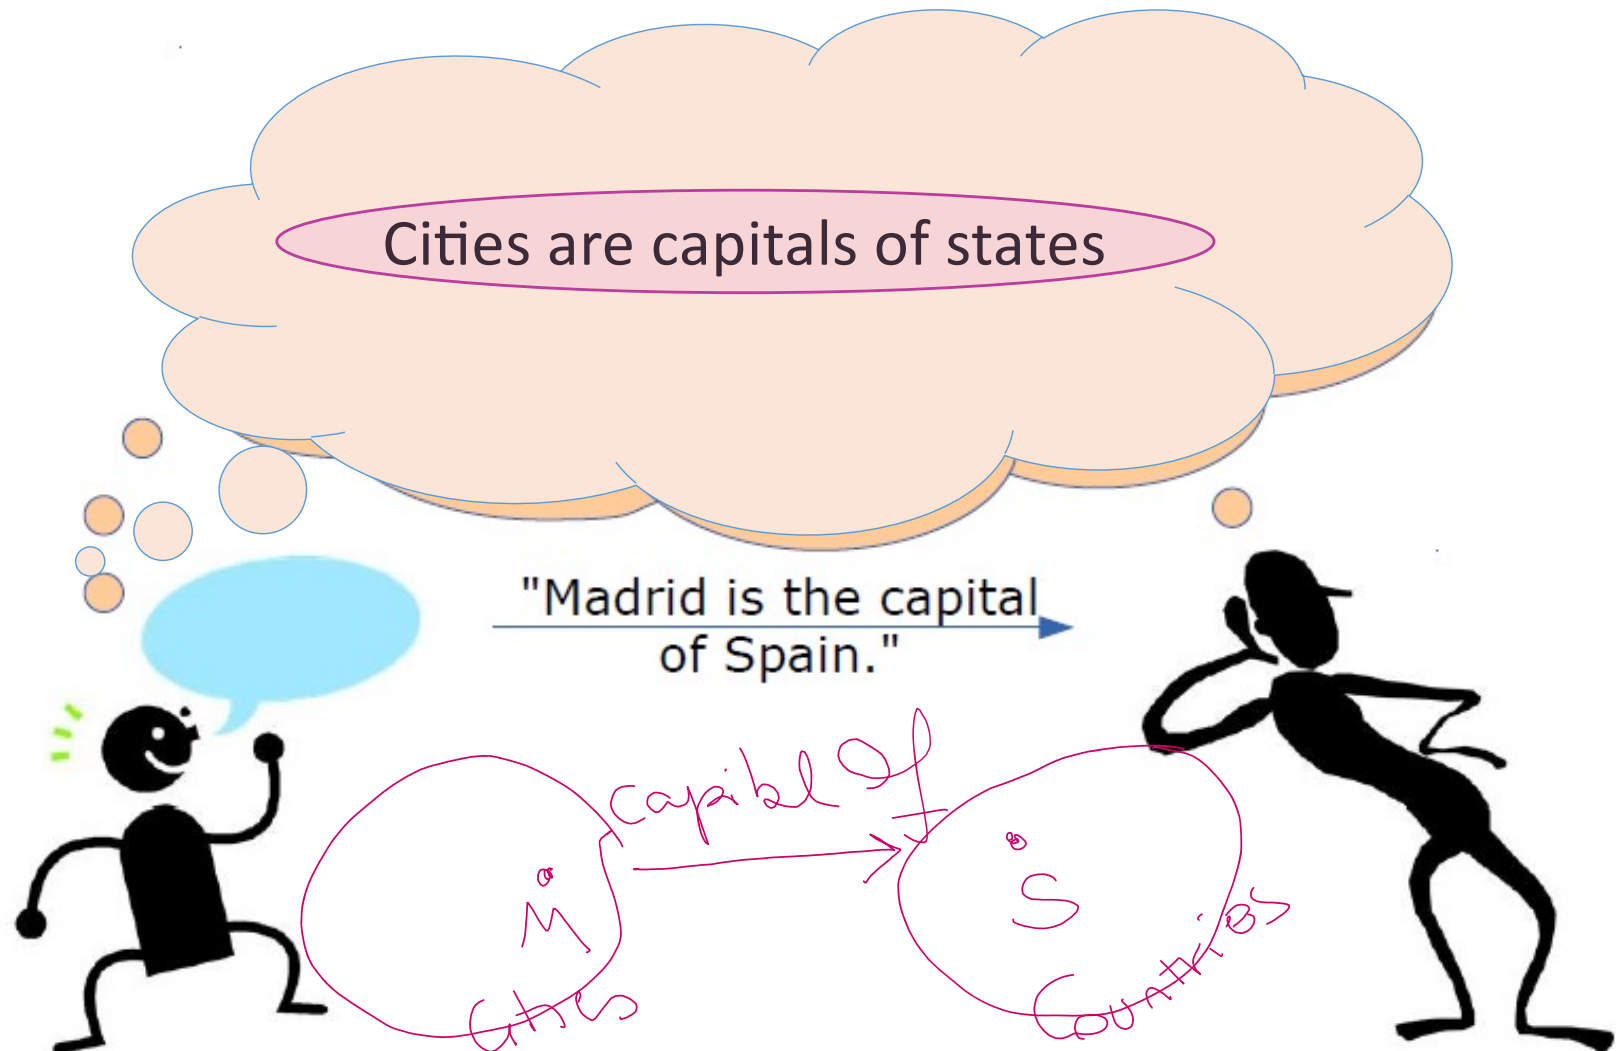 Cities are capitals of states
"Madrid is the capital
of Spain."
capital Of
M
S
Cities
Countries